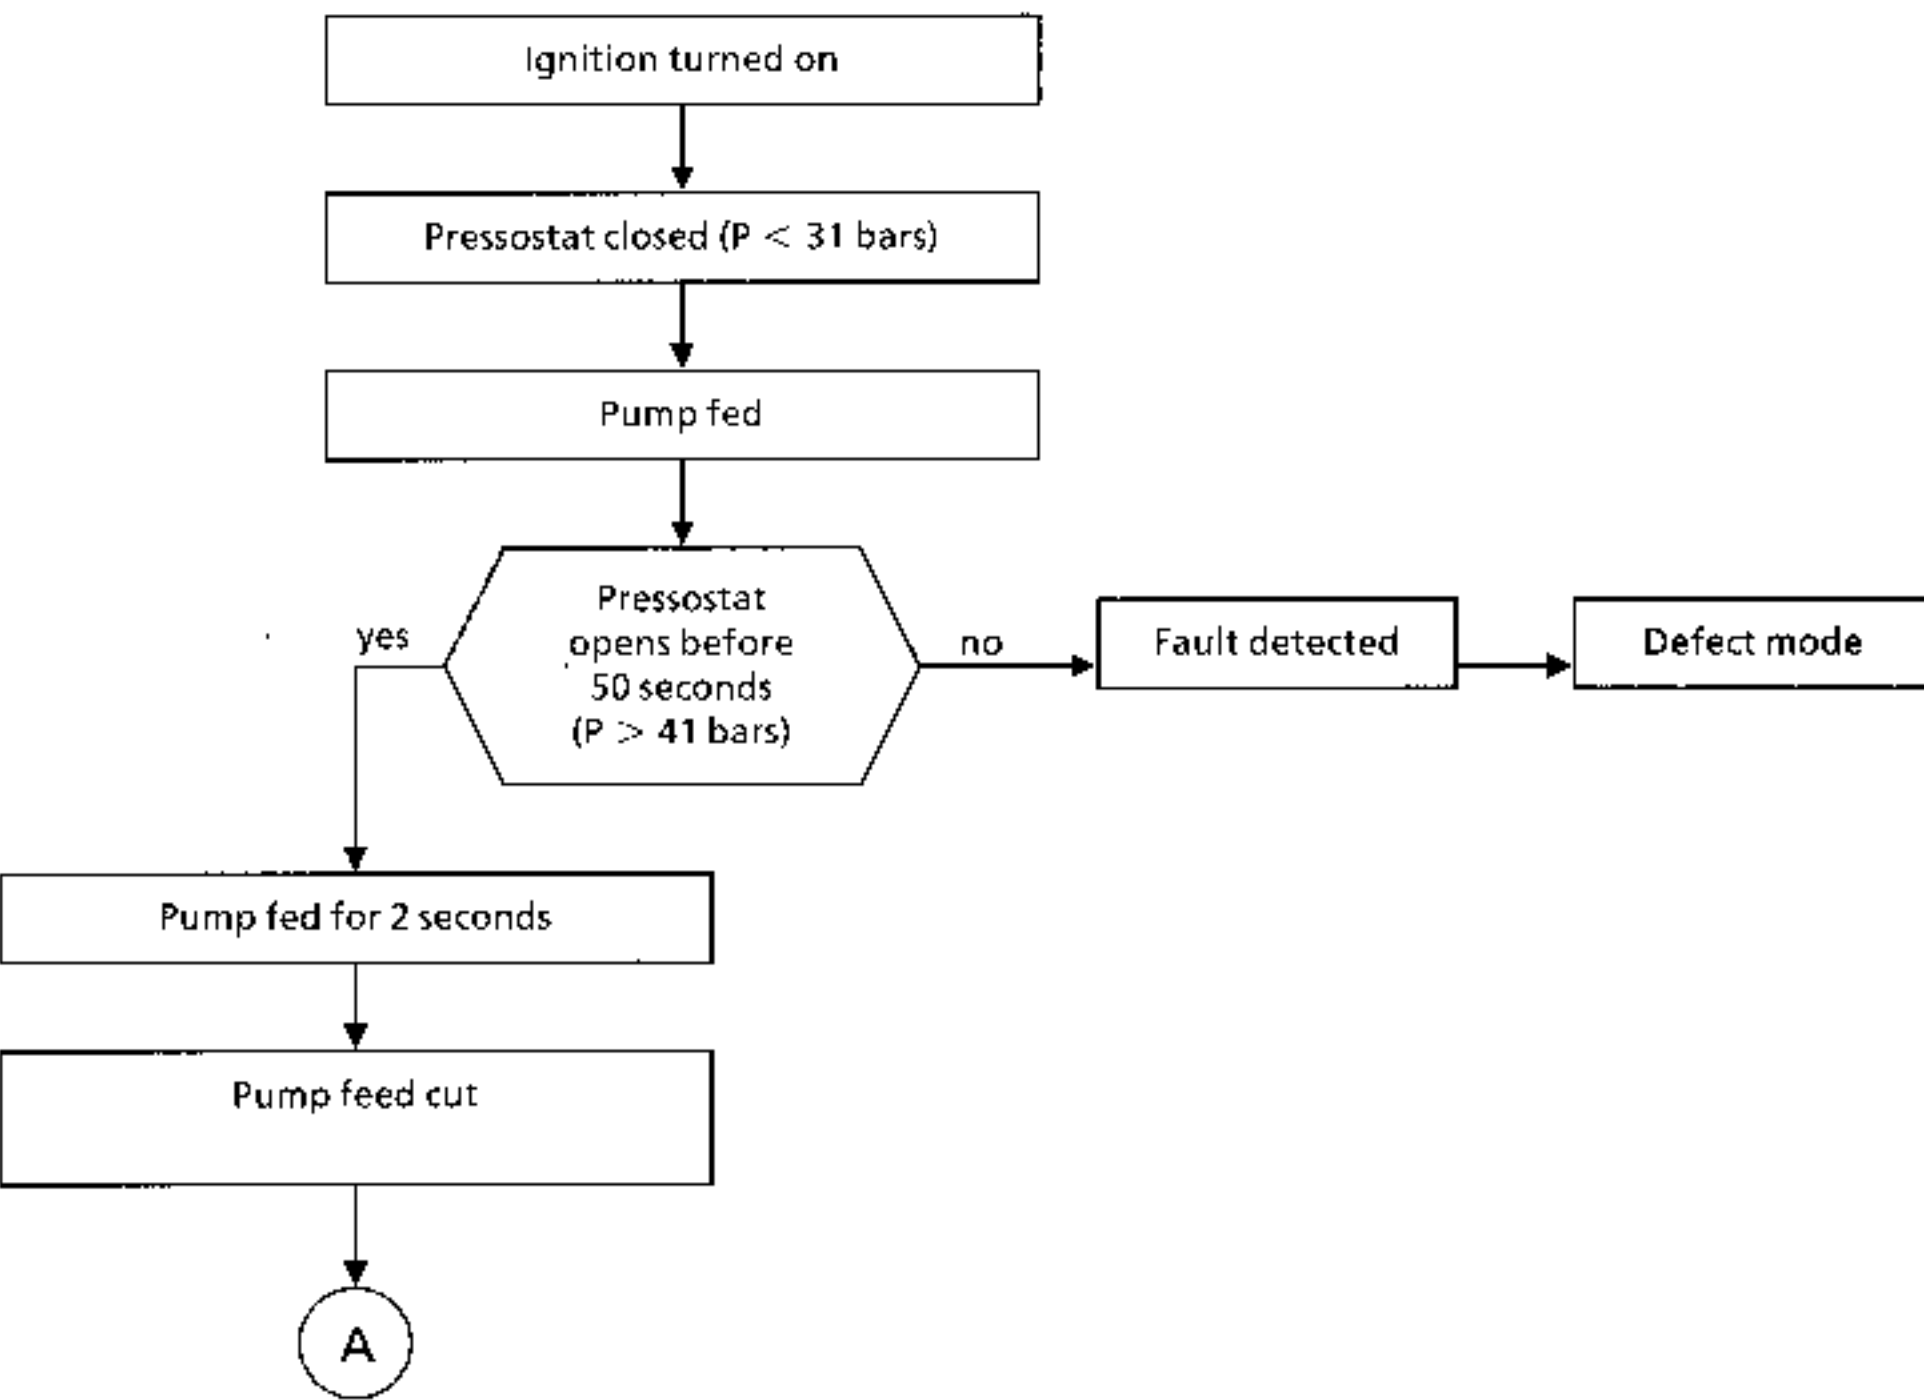 Ignition turned on
Pressostat closed (P < 31 bars)
Pump fed
Pressostat
opens before
50 seconds
(P > 41 bars)
yes
no
Fault detected
Defect mode
Pump fed for 2 seconds
Pump feed cut
A